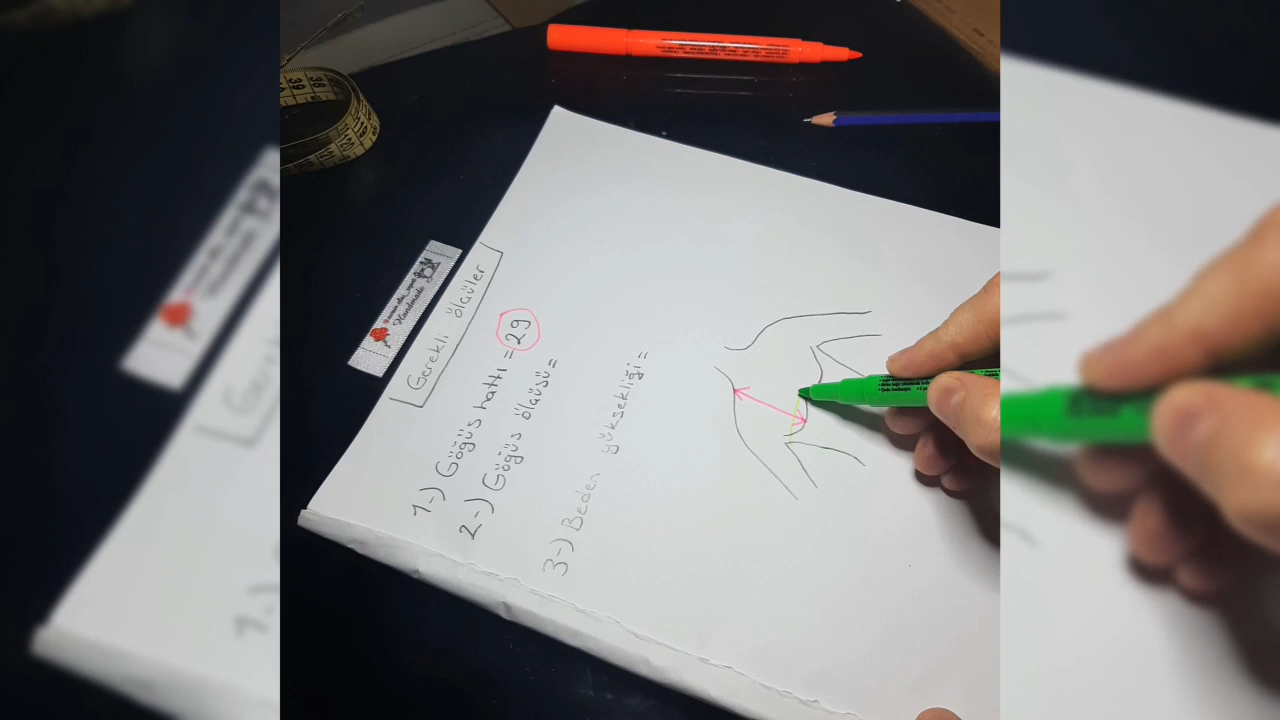 Gerekli ölçüler
1-) Göğüs hattı = 29
2-) Göğüs ölçüsü =
3-) Beden yüksekliği =
Handmade